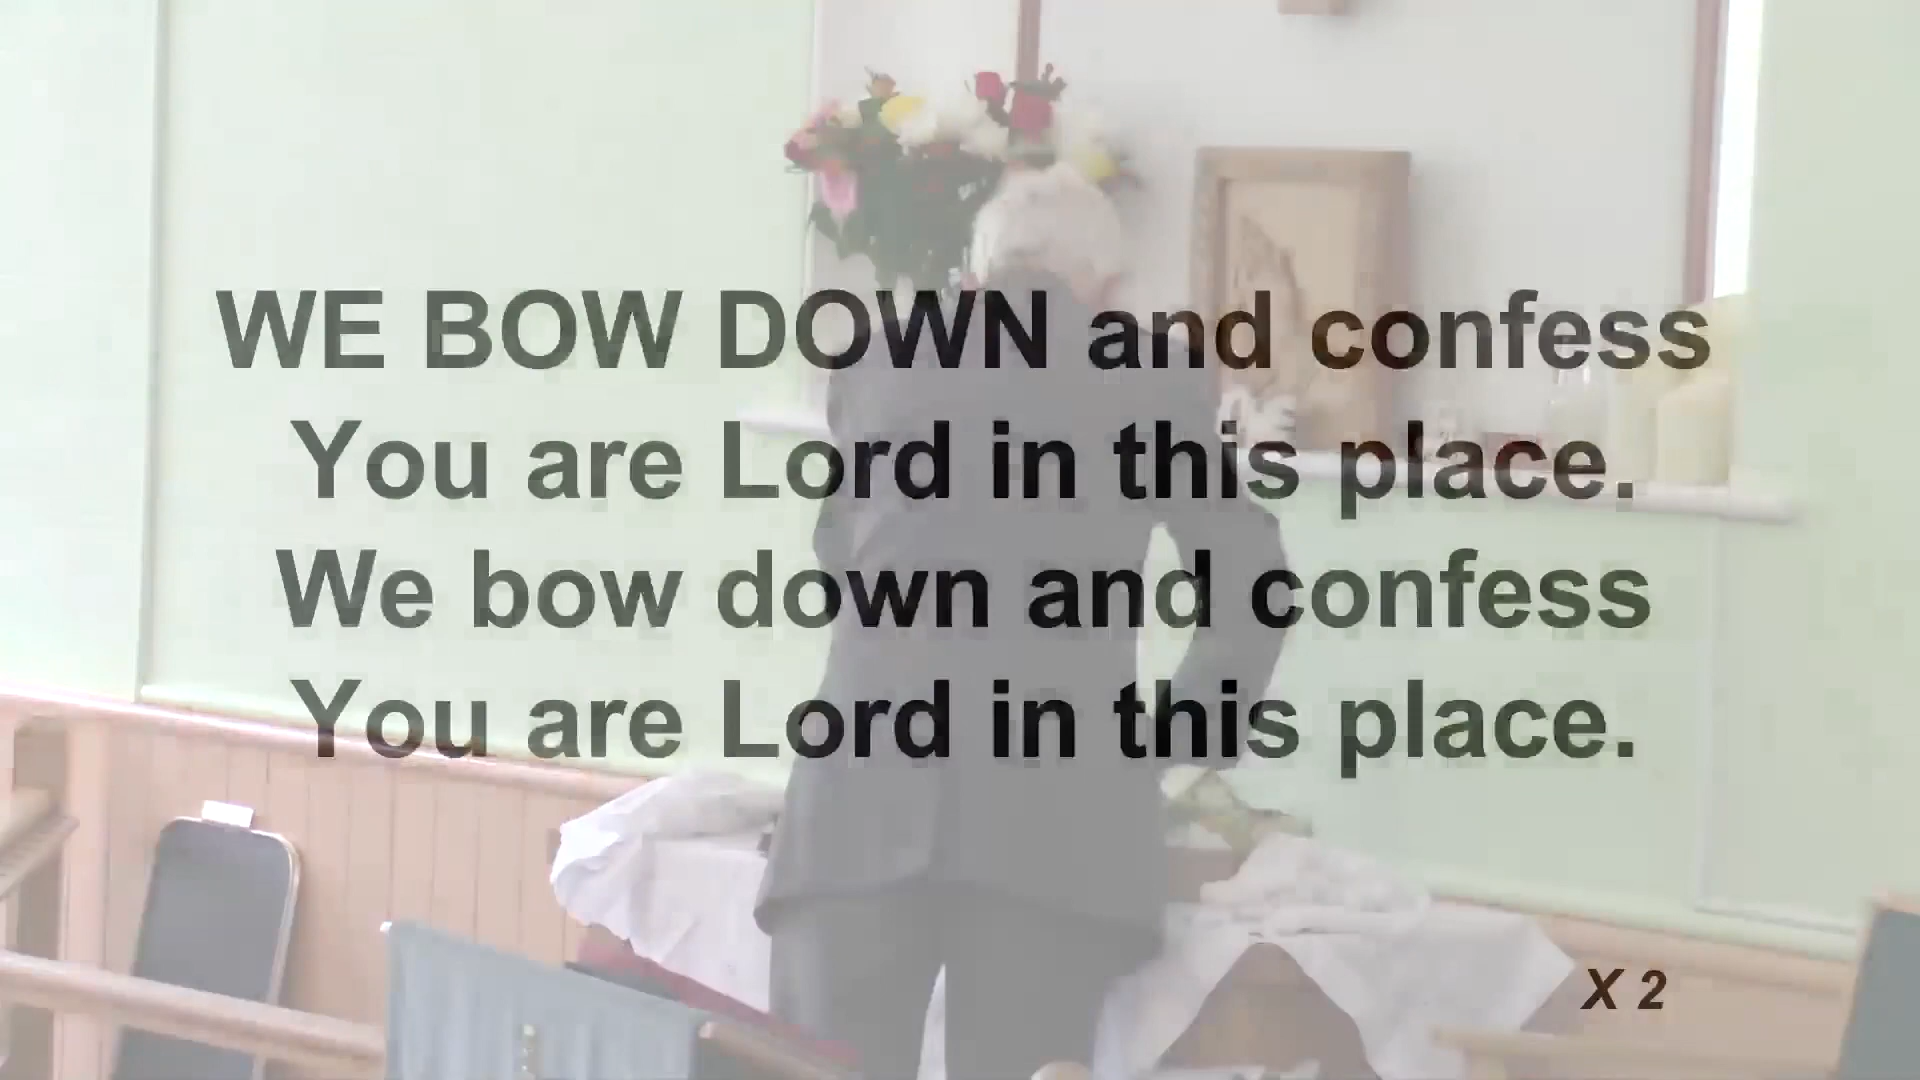 WE BOW DOWN and confess
You are Lord in this place.
We bow down and confess
You are Lord in this place.
X 2